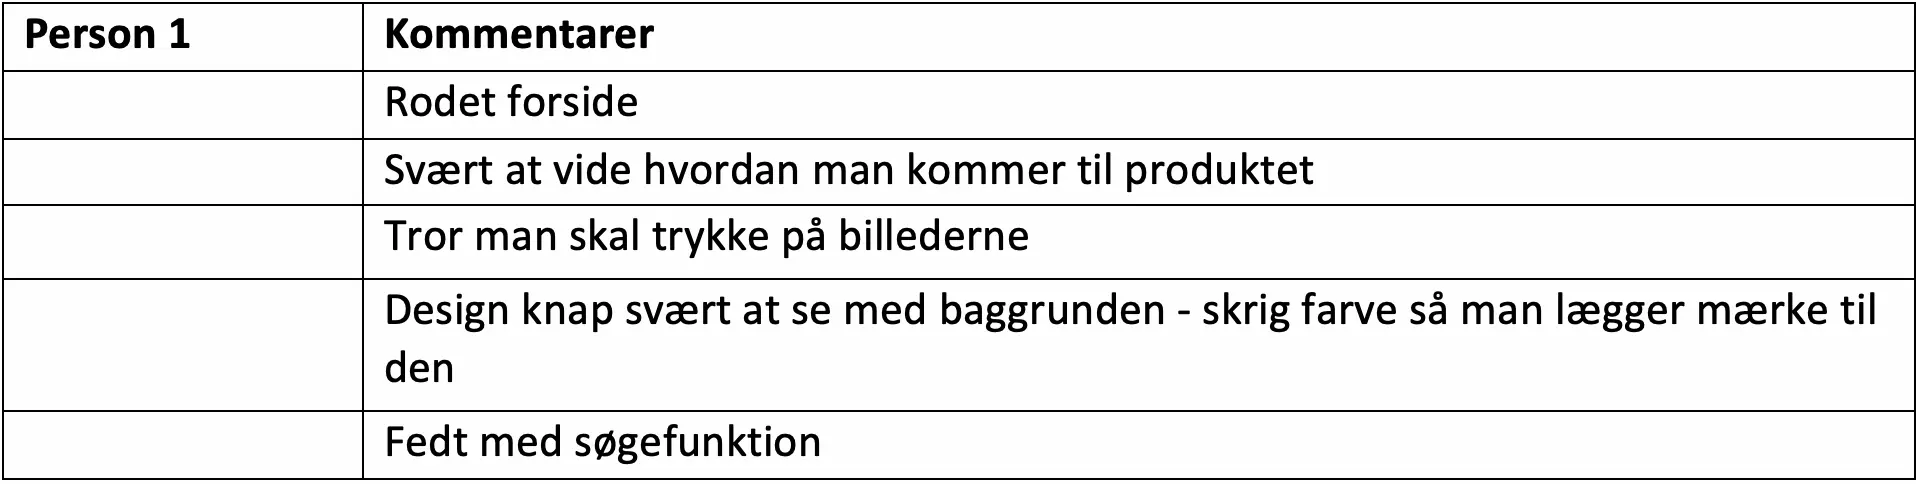 Person 1 Kommentarer
Rodet forside
Svært at vide hvordan man kommer til produktet
Tror man skal trykke på billederne
Design knap svært at se med baggrunden - skrig farve så man lægger mærke til
den
Fedt med søgefunktion